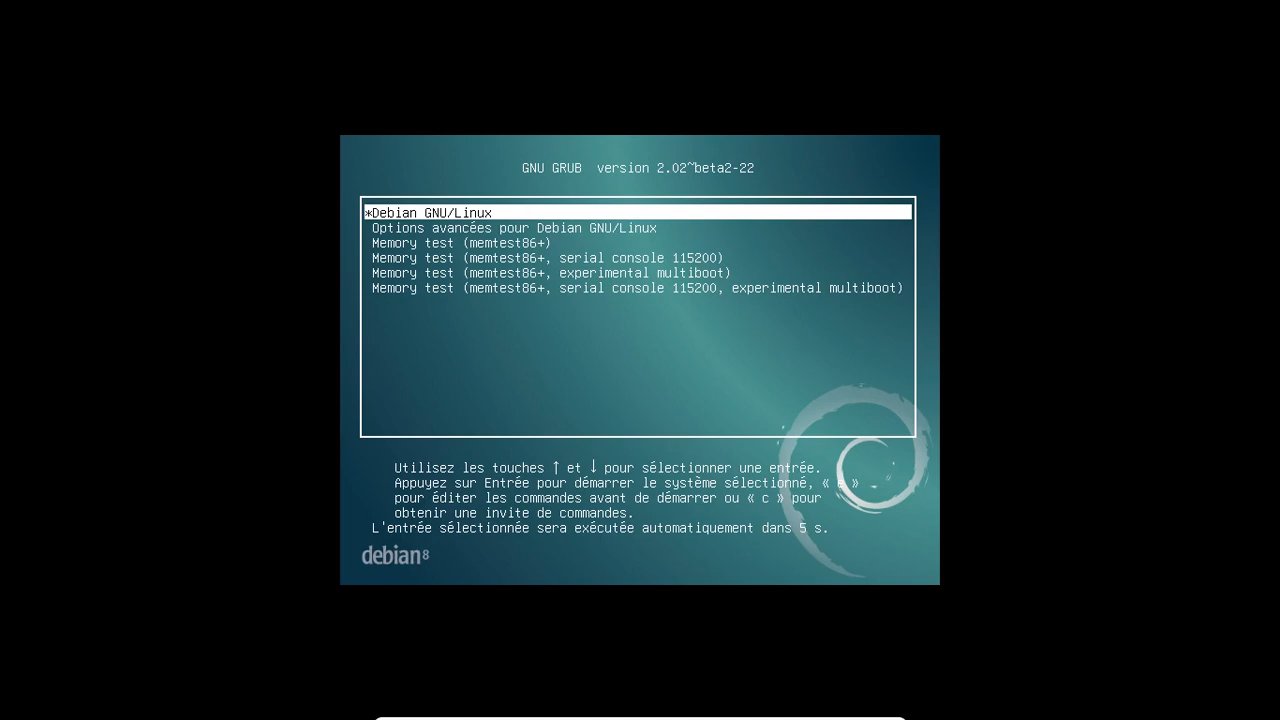 GNU GRUB version 2.02~beta2-22
*Debian GNU/Linux
Options avancées pour Debian GNU/Linux
Memory test (memtest86+)
Memory test (memtest86+, serial console 115200)
Memory test (memtest86+, experimental multiboot)
Memory test (memtest86+, serial console 115200, experimental multiboot)
Utilisez les touches ↑ et ↓ pour sélectionner une entrée.
Appuyez sur Entrée pour démarrer le système sélectionné, « e »
pour éditer les commandes avant de démarrer ou « c » pour
obtenir une invite de commandes.
L'entrée sélectionnée sera exécutée automatiquement dans 5 s.
debian 8